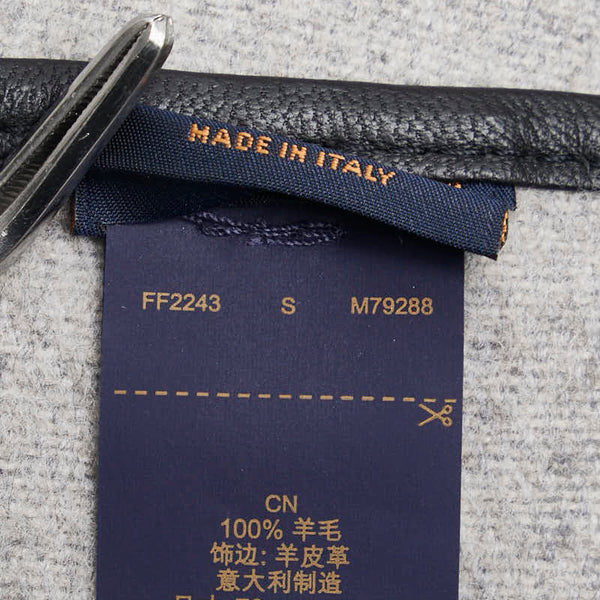 MADE IN ITALY
FF2243 S M79288
CN
100% 羊毛
饰边: 羊皮革
意大利制造